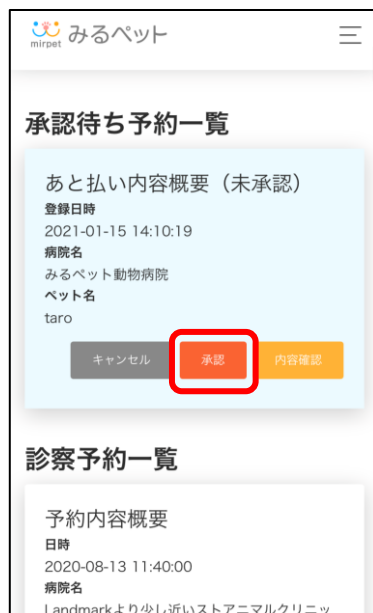 みるペット
mirpet
承認待ち予約一覧
あと払い内容概要（未承認）
登録日時
2021-01-15 14:10:19
病院名
みるペット動物病院
ペット名
taro
キャンセル 承認 内容確認
診察予約一覧
予約内容概要
日時
2020-08-13 11:40:00
病院名
Landmarkより少し近いストアニマルクリニッ